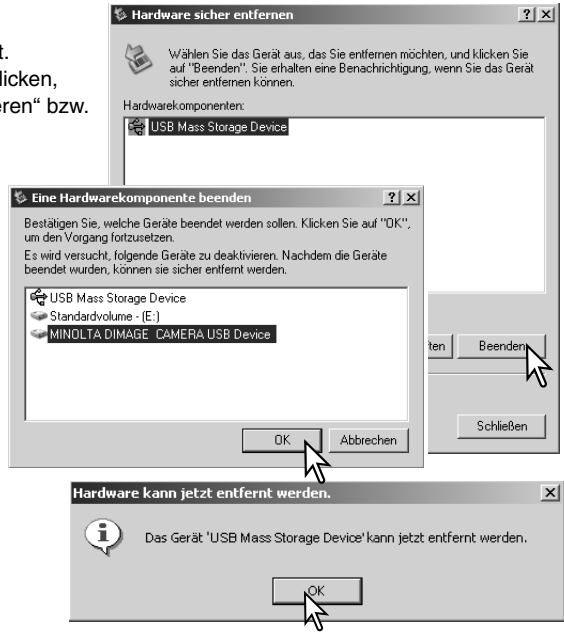 t.
licken,
eren“ bzw.
Hardware sicher entfernen
Wählen Sie das Gerät aus, das Sie entfernen möchten, und klicken Sie
auf "Beenden". Sie erhalten eine Benachrichtigung, wenn Sie das Gerät
sicher entfernen können.
Hardwarekomponenten:
USB Mass Storage Device
ten
Beenden
Schließen
Eine Hardwarekomponente beenden
Bestätigen Sie, welche Geräte beendet werden sollen. Klicken Sie auf "OK",
um den Vorgang fortzusetzen.
Es wird versucht, folgende Geräte zu deaktivieren. Nachdem die Geräte
beendet wurden, können sie sicher entfernt werden.
USB Mass Storage Device
Standardvolume - (E:)
MINOLTA DIMAGE CAMERA USB Device
OK
Abbrechen
Hardware kann jetzt entfernt werden.
Das Gerät 'USB Mass Storage Device' kann jetzt entfernt werden.
OK